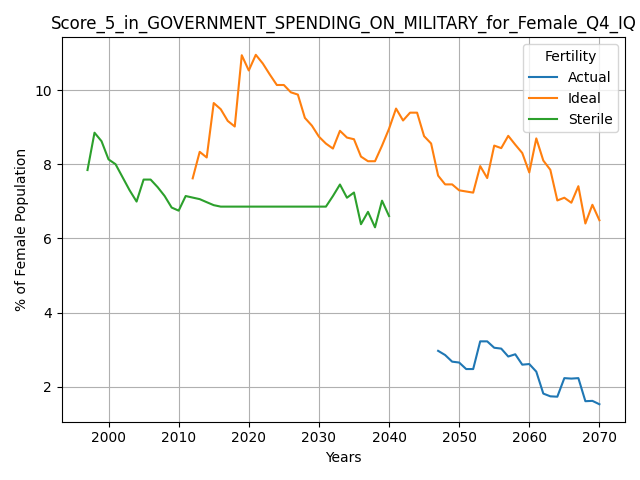 Score_5_in_GOVERNMENT_SPENDING_ON_MILITARY_for_Female_Q4_IQ
Fertility
Actual
Ideal
Sterile
% of Female Population
10
8
6
4
2
2000 2010 2020 2030 2040 2050 2060 2070
Years